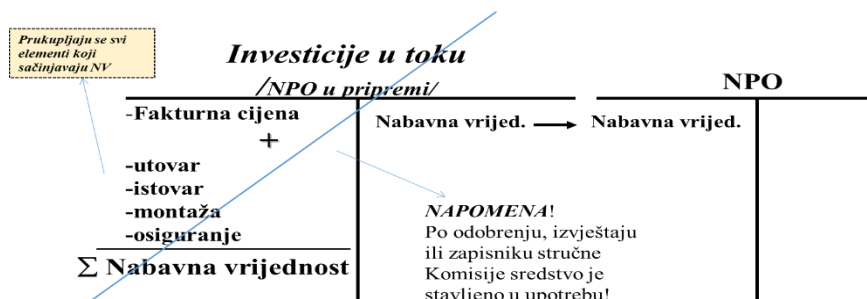 Prukupljaju se svi
elementi koji
sačinjavaju NV
Investicije u toku
/NPO u pripremi/
NPO
-Fakturna cijena
+
-utovar
-istovar
-montaža
-osiguranje
Σ Nabavna vrijednost
Nabavna vrijed.
Nabavna vrijed.
NAPOMENA!
Po odobrenju, izvještaju
ili zapisniku stručne
Komisije sredstvo je
stavljeno u upotrebu!